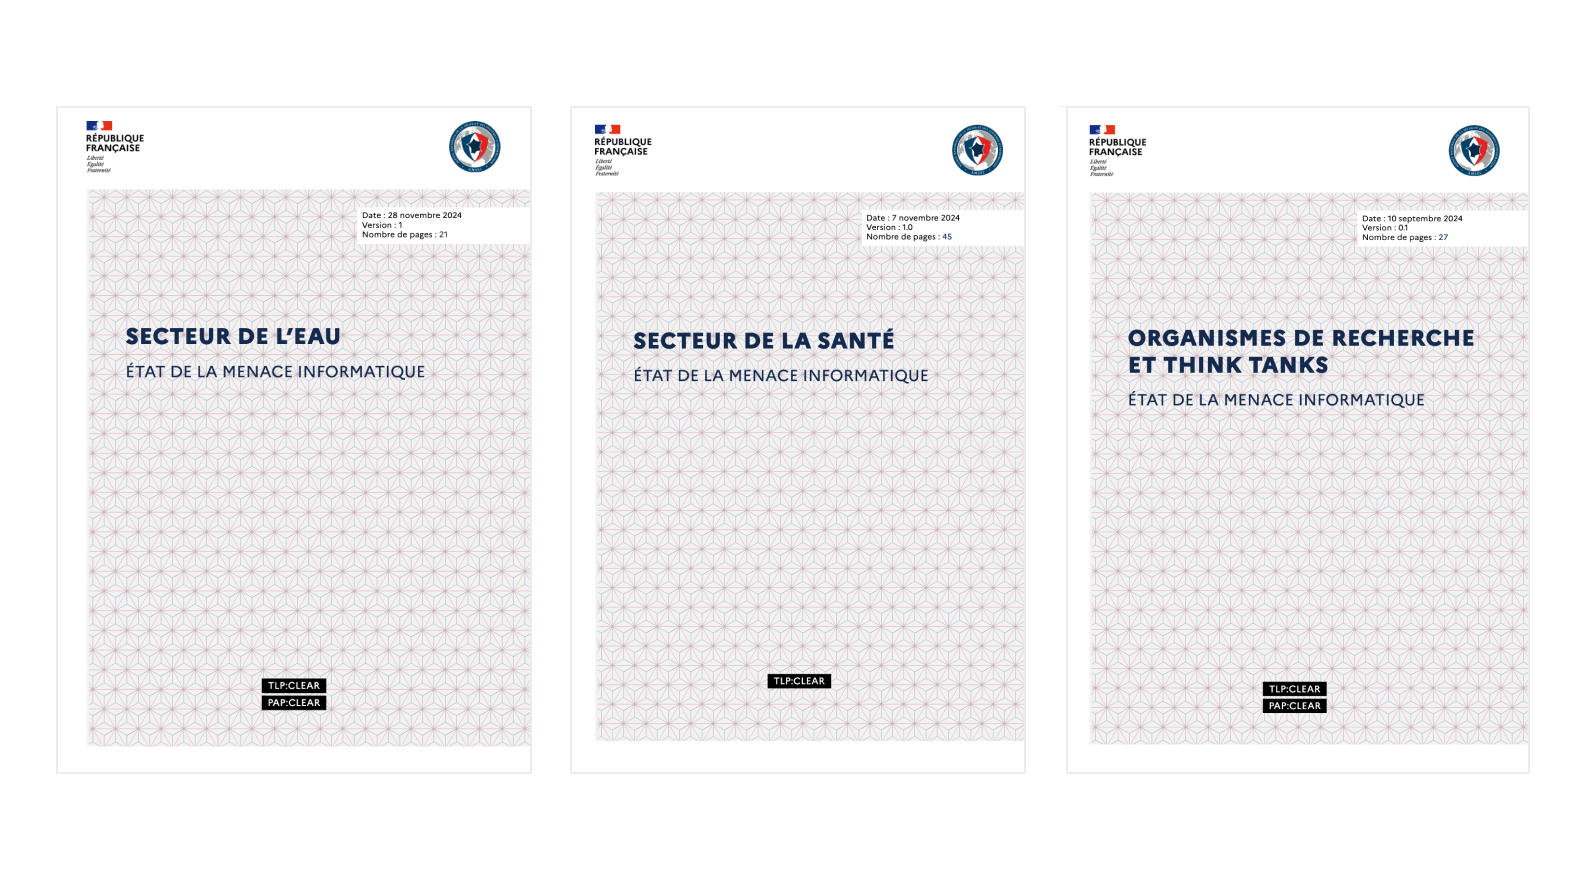 RÉPUBLIQUE
FRANÇAISE
Liberté
Égalité
Fraternité
Date : 28 novembre 2024
Version : 1
Nombre de pages : 21
SECTEUR DE L’EAU
ÉTAT DE LA MENACE INFORMATIQUE
TLP:CLEAR
PAP:CLEAR
RÉPUBLIQUE
FRANÇAISE
Liberté
Égalité
Fraternité
Date : 7 novembre 2024
Version : 1.0
Nombre de pages : 45
SECTEUR DE LA SANTÉ
ÉTAT DE LA MENACE INFORMATIQUE
TLP:CLEAR
RÉPUBLIQUE
FRANÇAISE
Liberté
Égalité
Fraternité
Date : 10 septembre 2024
Version : 0.1
Nombre de pages : 27
ORGANISMES DE RECHERCHE
ET THINK TANKS
ÉTAT DE LA MENACE INFORMATIQUE
TLP:CLEAR
PAP:CLEAR